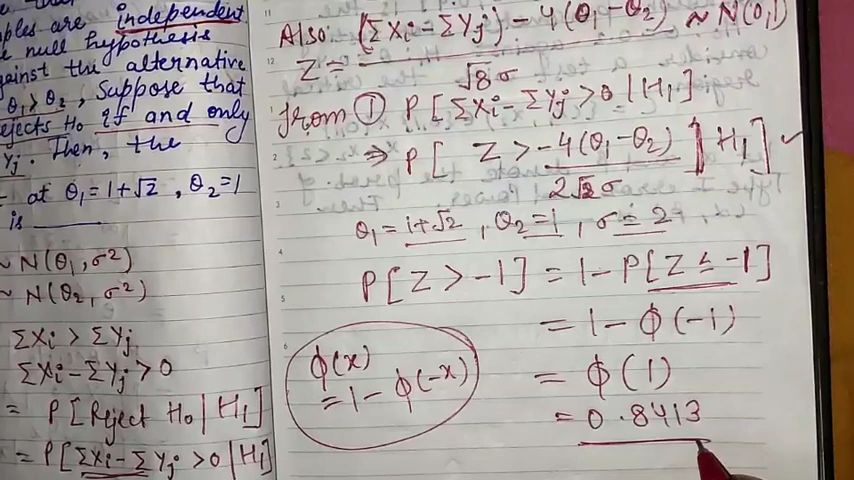 ples are independent
null hypothesis
against the alternative
θ₁ > θ₂, Suppose that
rejects H₀ if and only
Yj. Then, the
at θ₁ = 1+√2, θ₂ = 1
is ____
~ N(θ₁, σ²)
~ N(θ₂, σ²)
ΣXi > ΣYj
ΣXi - ΣYj > 0
= P[Reject H₀ | H₁]
= P[ΣXi - ΣYj > 0 | H₁]
Also (ΣXi - ΣYj) - 4(θ₁ - θ₂) ~ N(0,1)
Z = 
√8 σ
from ① P[ΣXi - ΣYj > 0 | H₁]
⇒ P[ Z > -4(θ₁ - θ₂) ] H₁] ✓
2√2 σ
θ₁ = 1+√2, θ₂ = 1, σ = 2
P[Z > -1] = 1 - P[Z ≤ -1]
= 1 - ϕ(-1)
ϕ(x)
= 1 - ϕ(-x)
= ϕ(1)
= 0.8413